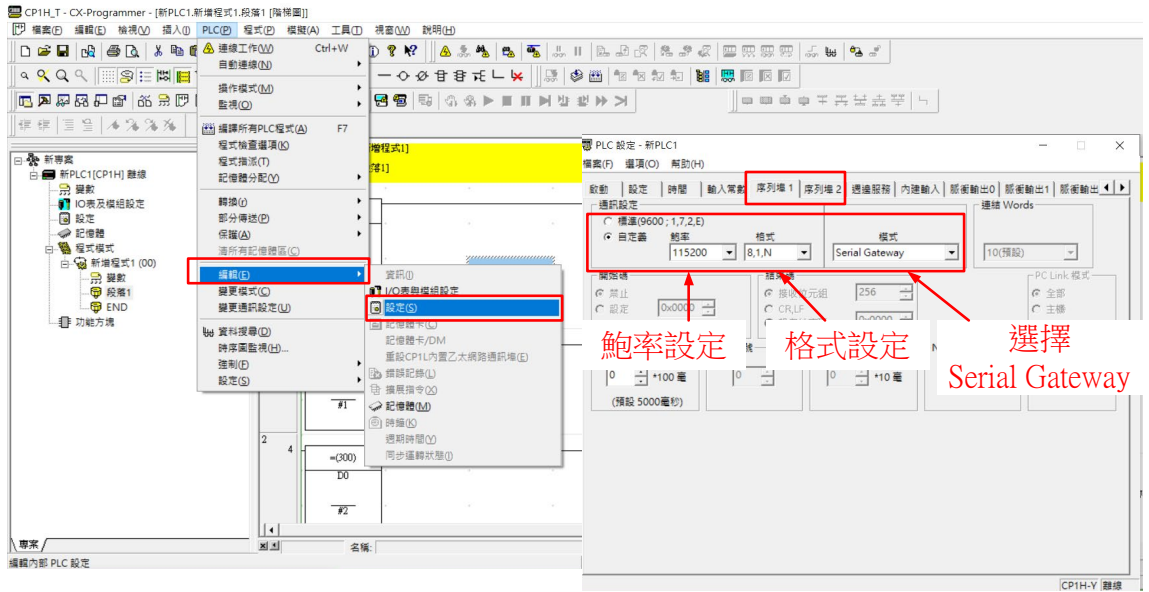 CP1H_T - CX-Programmer - [新PLC1.新增程式1.段落1 [階梯圖]]
檔案(F) 編輯(E) 檢視(V) 插入(I) PLC(P) 程式(P) 模擬(A) 工具(T) 視窗(W) 說明(H)
連線工作(W) Ctrl+W
自動連線(N)
操作模式(M)
監視(O)
編譯所有PLC程式(A) F7
程式檢查選項(K)
程式指派(T)
記憶體分配(Y)
轉換(r)
部分傳送(P)
保護(A)
清所有記憶體區(C)
編輯(E)
變更模式(C)
變更通訊設定(U)
資料搜尋(D)
時序圖監視(H)...
強制(F)
設定(S)
資訊(I)
I/O表與模組設定
設定(S)
記憶體卡(C)
記憶體卡/DM
重設CP1L內置乙太網路通訊埠(E)
錯誤記錄(L)
擴展指令(X)
記憶體(M)
時鐘(K)
週期時間(Y)
同步運轉狀態(I)
新專案
新PLC1[CP1H] 離線
變數
IO表及模組設定
設定
記憶體
程式模式
新增程式1 (00)
變數
段落1
END
功能方塊
增程式1]
落1]
#1
2
4
=(300)
D0
#2
專案
名稱:
編輯內部 PLC 設定
PLC 設定 - 新PLC1
檔案(F) 選項(O) 幫助(H)
啟動 設定 時間 輸入常數 序列埠 1 序列埠 2 週邊服務 內建輸入 脈衝輸出0 脈衝輸出1 脈衝輸出
通訊設定
連結 Words
標準(9600 ; 1,7,2,E)
自定義 鮑率 格式 模式
115200 8,1,N Serial Gateway 10(預設)
開始碼 結束碼 PC Link 模式
禁止 接收位元組 256 全部
設定 0x0000 CR,LF 主機
0x0000
鮑率設定
格式設定
選擇
Serial Gateway
0 *100 毫 0 0 *10 毫
(預設 5000毫秒)
CP1H-Y 離線